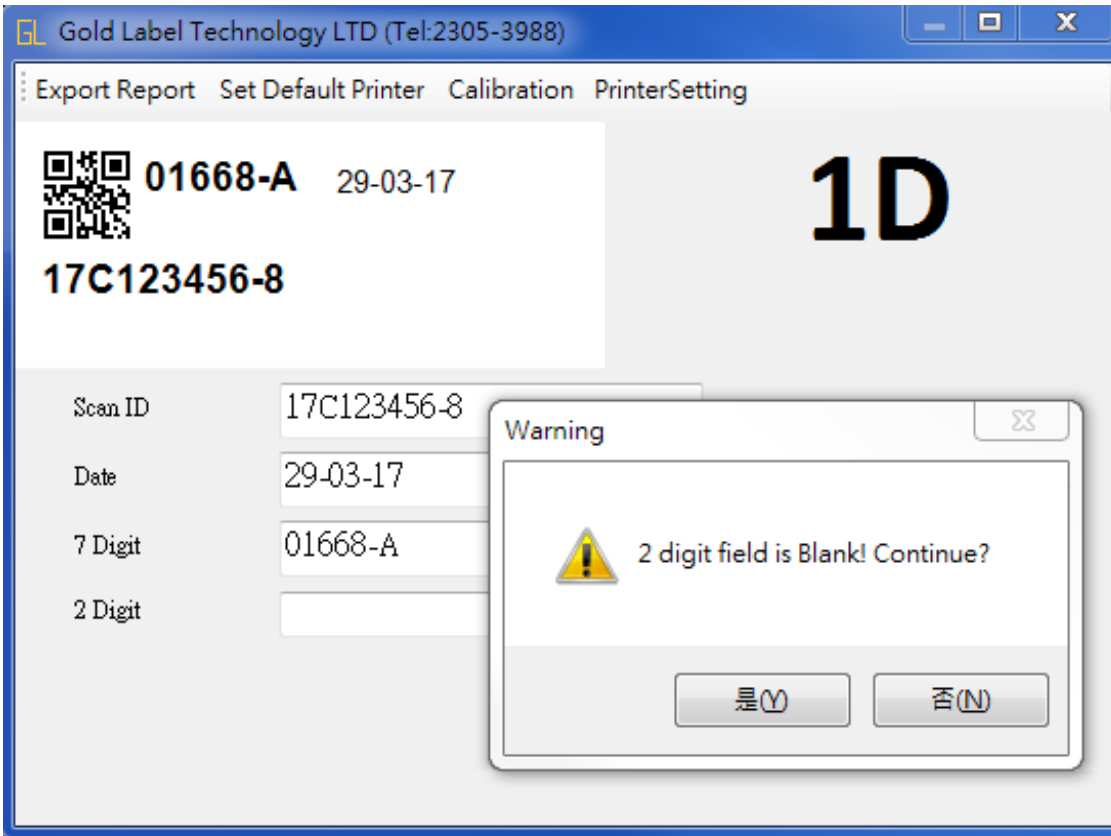 GL Gold Label Technology LTD (Tel:2305-3988)
Export Report Set Default Printer Calibration PrinterSetting
01668-A 29-03-17
17C123456-8
1D
Scan ID 17C123456-8
Date 29-03-17
7 Digit 01668-A
2 Digit
Warning
2 digit field is Blank! Continue?
是(Y) 否(N)